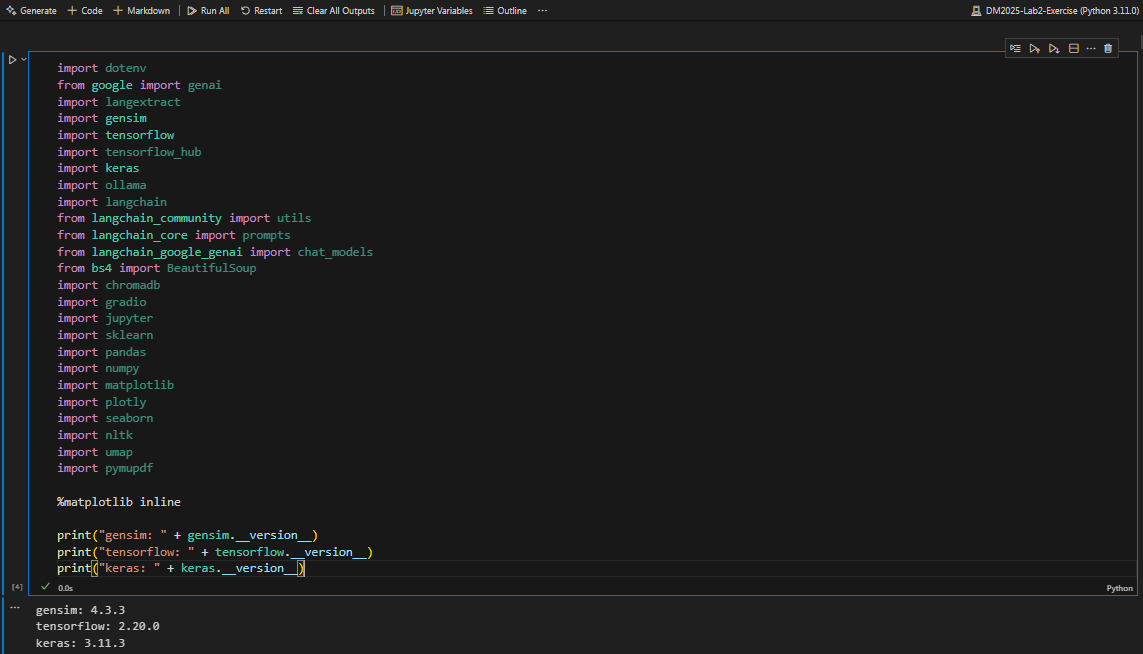 Generate + Code + Markdown | Run All Restart Clear All Outputs | Jupyter Variables Outline ... DM2025-Lab2-Exercise (Python 3.11.0)
import dotenv
from google import genai
import langextract
import gensim
import tensorflow
import tensorflow_hub
import keras
import ollama
import langchain
from langchain_community import utils
from langchain_core import prompts
from langchain_google_genai import chat_models
from bs4 import BeautifulSoup
import chromadb
import gradio
import jupyter
import sklearn
import pandas
import numpy
import matplotlib
import plotly
import seaborn
import nltk
import umap
import pymupdf
%matplotlib inline
print("gensim: " + gensim.__version__)
print("tensorflow: " + tensorflow.__version__)
print("keras: " + keras.__version__)
[4] 0.0s Python
gensim: 4.3.3
tensorflow: 2.20.0
keras: 3.11.3